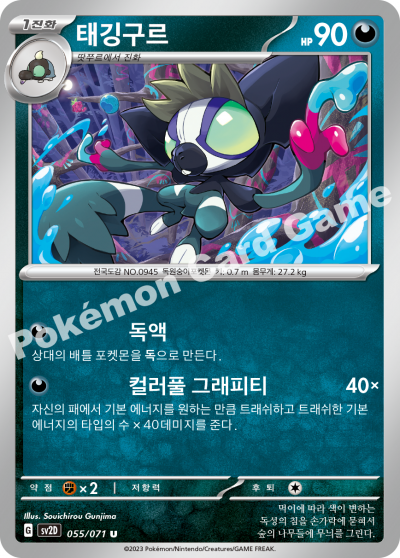 1진화
태깅구르
HP 90
땃쭈르에서 진화
전국도감 NO.0945 독원숭이포켓몬 키: 0.7 m 몸무게: 27.2 kg
독액
상대의 배틀 포켓몬을 독으로 만든다.
컬러풀 그래피티 40×
자신의 패에서 기본 에너지를 원하는 만큼 트래쉬하고 트래쉬한 기본
에너지의 타입의 수 × 40데미지를 준다.
약점 ×2 저항력 후퇴
Illus. Souichirou Gunjima
G SV2D 055/071 U
먹이에 따라 색이 변하는
독성의 침을 손가락에 묻혀서
숲의 나무들에 무늬를 그린다.
©2023 Pokémon/Nintendo/Creatures/GAME FREAK.
Pokémon Card Game